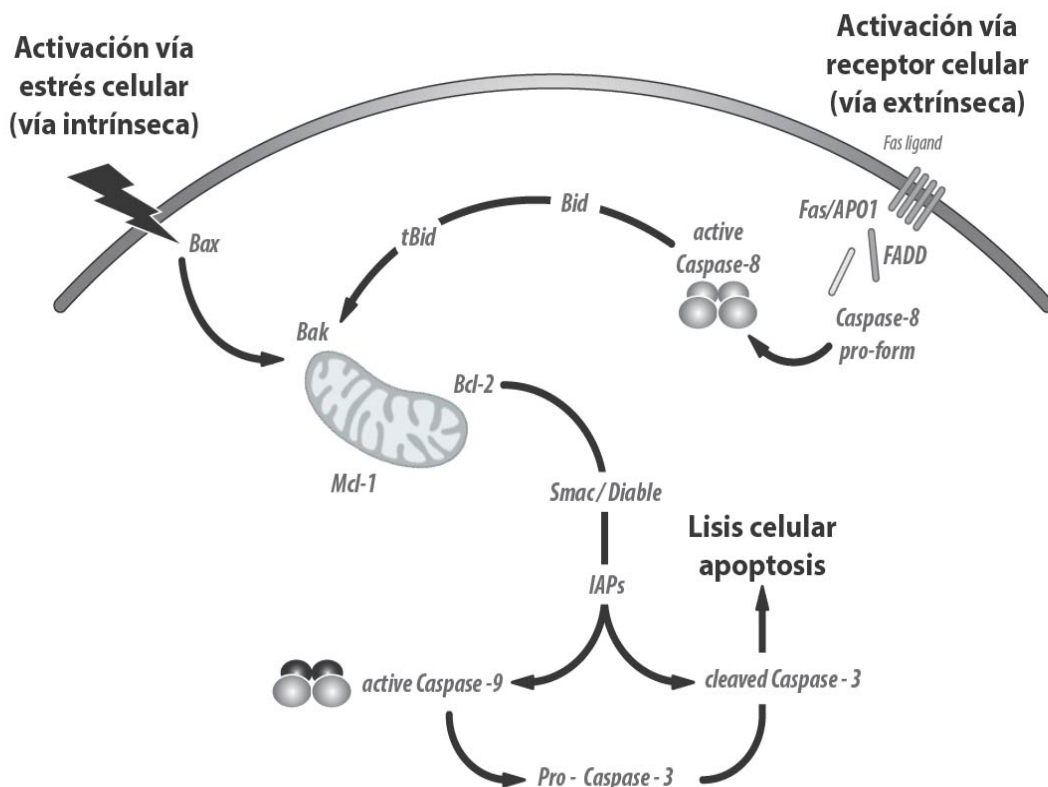 Activación vía
estrés celular
(vía intrínseca)
Activación vía
receptor celular
(vía extrínseca)
Fas ligand
Fas/APO1
FADD
Caspase-8
pro-form
active
Caspase-8
Bid
tBid
Bax
Bak
Bcl-2
Mcl-1
Smac/ Diable
IAPs
Lisis celular
apoptosis
active Caspase -9
cleaved Caspase - 3
Pro - Caspase - 3